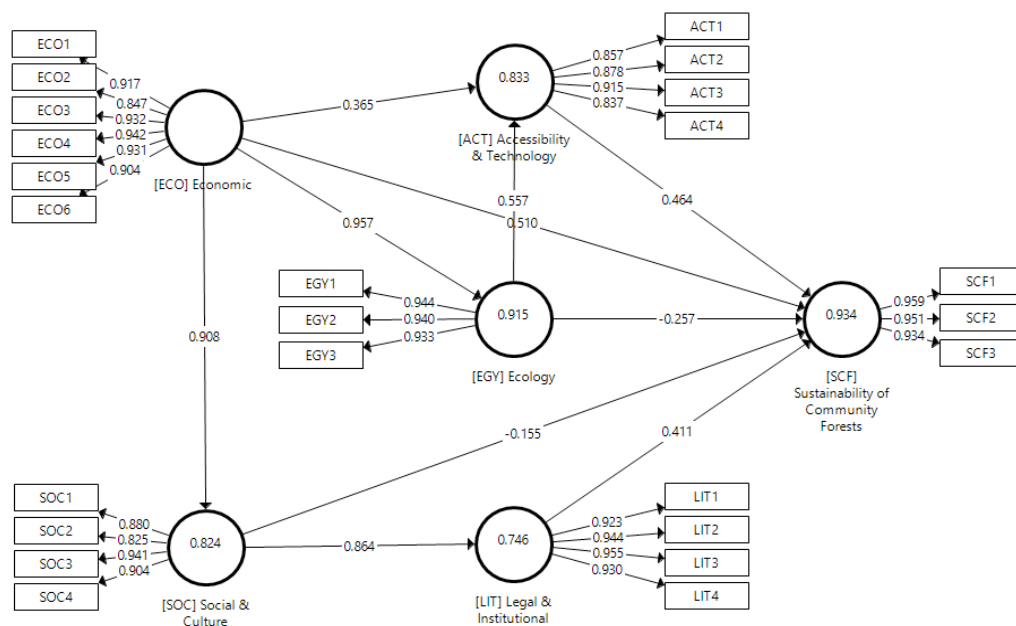 ECO1
ECO2
ECO3
ECO4
ECO5
ECO6
0.917
0.847
0.932
0.942
0.931
0.904
[ECO] Economic
0.365
0.833
[ACT] Accessibility
& Technology
0.857
0.878
0.915
0.837
ACT1
ACT2
ACT3
ACT4
0.557
0.510
0.464
0.957
0.908
EGY1
EGY2
EGY3
0.944
0.940
0.933
0.915
[EGY] Ecology
-0.257
0.934
[SCF]
Sustainability of
Community
Forests
0.959
0.951
0.934
SCF1
SCF2
SCF3
-0.155
0.411
SOC1
SOC2
SOC3
SOC4
0.880
0.825
0.941
0.904
0.824
[SOC] Social &
Culture
0.864
0.746
[LIT] Legal &
Institutional
0.923
0.944
0.955
0.930
LIT1
LIT2
LIT3
LIT4